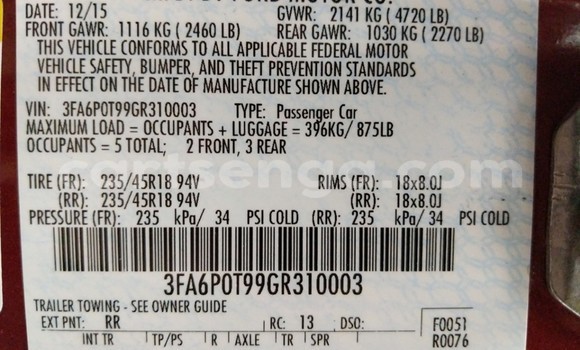 FORD MOTOR CO.
DATE: 12/15 GVWR: 2141 KG ( 4720 LB)
FRONT GAWR: 1116 KG ( 2460 LB) REAR GAWR: 1030 KG ( 2270 LB)
THIS VEHICLE CONFORMS TO ALL APPLICABLE FEDERAL MOTOR
VEHICLE SAFETY, BUMPER, AND THEFT PREVENTION STANDARDS
IN EFFECT ON THE DATE OF MANUFACTURE SHOWN ABOVE.
VIN: 3FA6P0T99GR310003 TYPE: Passenger Car
MAXIMUM LOAD = OCCUPANTS + LUGGAGE = 396KG/ 875LB
OCCUPANTS = 5 TOTAL; 2 FRONT, 3 REAR
TIRE (FR): 235/45R18 94V RIMS (FR): 18x8.0J
(RR): 235/45R18 94V (RR): 18x8.0J
PRESSURE (FR): 235 kPa/ 34 PSI COLD (RR): 235 kPa/ 34 PSI COLD
3FA6P0T99GR310003
TRAILER TOWING - SEE OWNER GUIDE
EXT PNT: RR RC: 13 DSO: F0051
INT TR TP/PS R AXLE TR SPR R0076
cartsenga.com